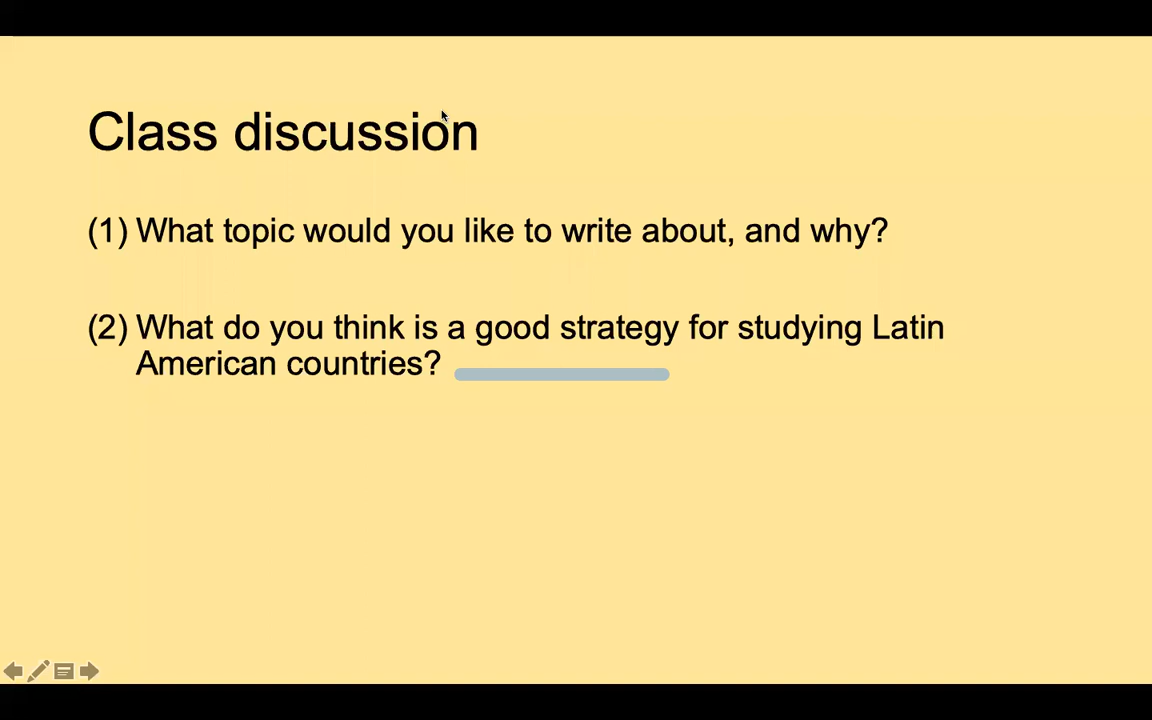 Class discussion
(1) What topic would you like to write about, and why?
(2) What do you think is a good strategy for studying Latin
American countries?